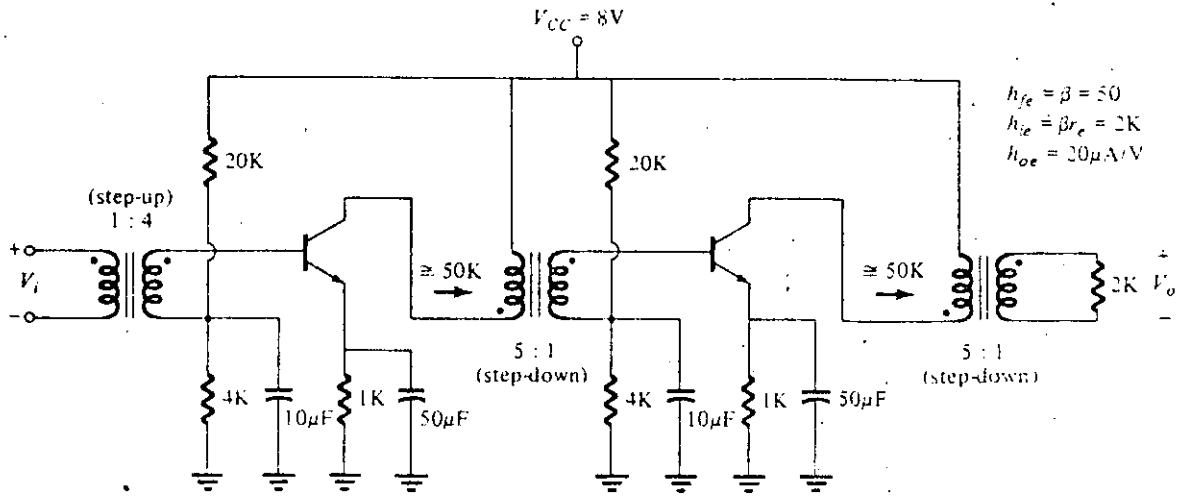 V_CC = 8V
h_fe = β = 50
h_ie = βr_e = 2K
h_oe = 20μA/V
20K
20K
(step-up)
1 : 4
+
V_i
−
≅ 50K
≅ 50K
+
2K
V_o
−
5 : 1
(step-down)
5 : 1
(step-down)
4K
10μF
1K
50μF
4K
10μF
1K
50μF